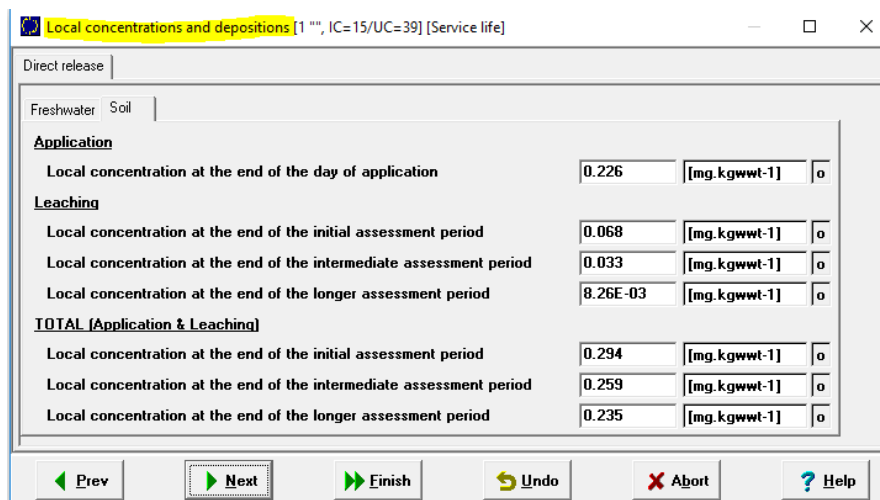 Local concentrations and depositions [1 "", IC=15/UC=39] [Service life]
Direct release
Freshwater Soil
Application
Local concentration at the end of the day of application 0.226 [mg.kgwwt-1] o
Leaching
Local concentration at the end of the initial assessment period 0.068 [mg.kgwwt-1] o
Local concentration at the end of the intermediate assessment period 0.033 [mg.kgwwt-1] o
Local concentration at the end of the longer assessment period 8.26E-03 [mg.kgwwt-1] o
TOTAL (Application & Leaching)
Local concentration at the end of the initial assessment period 0.294 [mg.kgwwt-1] o
Local concentration at the end of the intermediate assessment period 0.259 [mg.kgwwt-1] o
Local concentration at the end of the longer assessment period 0.235 [mg.kgwwt-1] o
Prev Next Finish Undo Abort ? Help